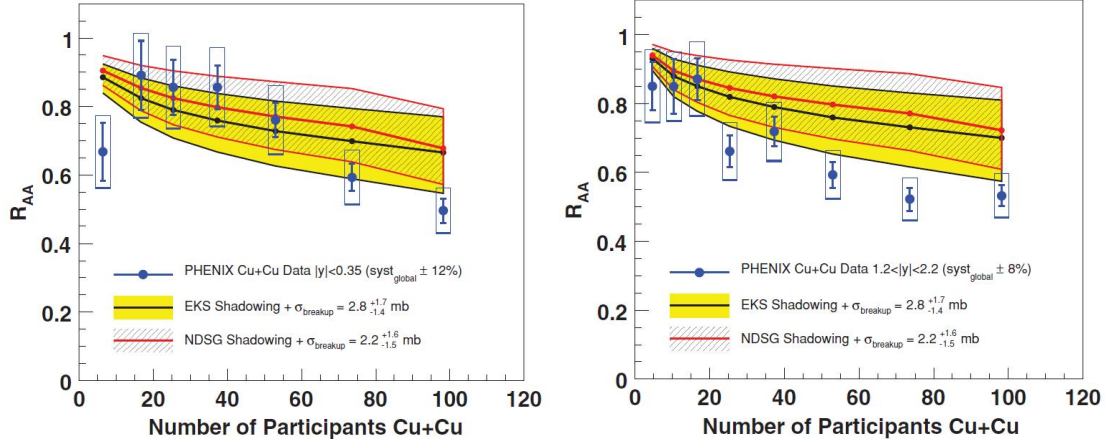 1
0.8
0.6
0.4
0.2
0
R_AA
0 20 40 60 80 100 120
Number of Participants Cu+Cu
PHENIX Cu+Cu Data |y|<0.35 (syst_global ± 12%)
EKS Shadowing + σ_breakup = 2.8 +1.7 -1.4 mb
NDSG Shadowing + σ_breakup = 2.2 +1.6 -1.5 mb
1
0.8
0.6
0.4
0.2
0
R_AA
0 20 40 60 80 100 120
Number of Participants Cu+Cu
PHENIX Cu+Cu Data 1.2<|y|<2.2 (syst_global ± 8%)
EKS Shadowing + σ_breakup = 2.8 +1.7 -1.4 mb
NDSG Shadowing + σ_breakup = 2.2 +1.6 -1.5 mb